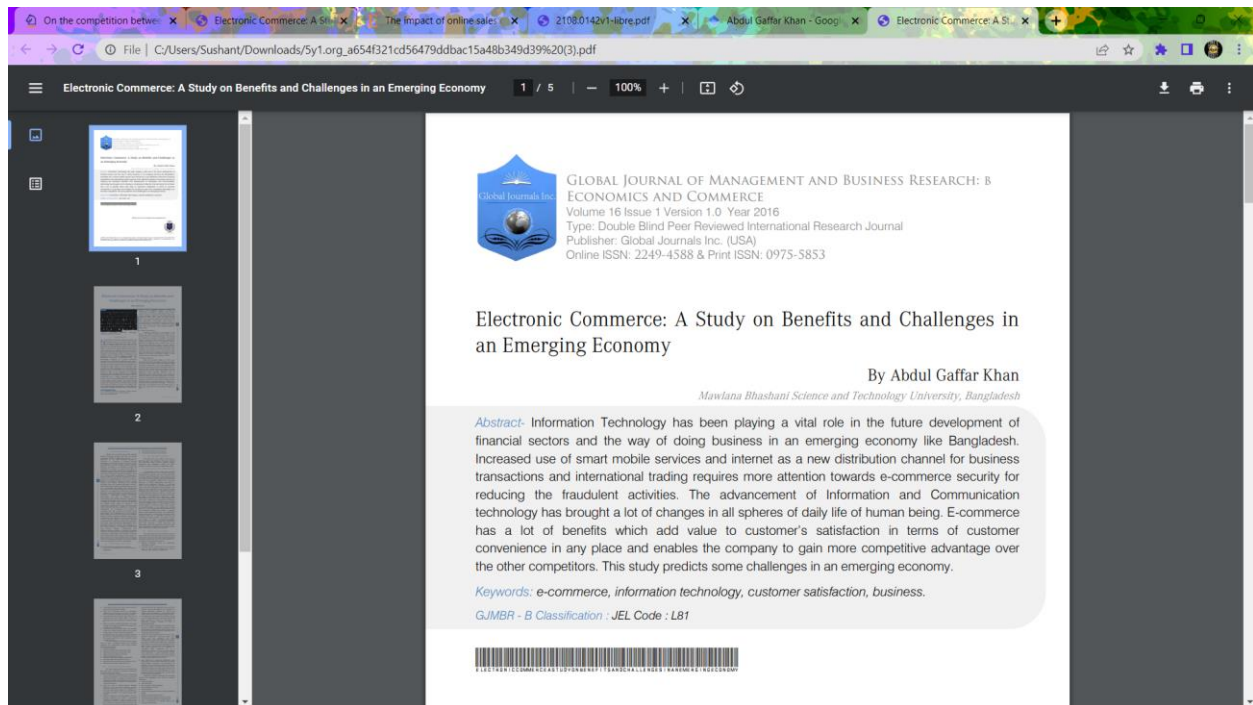 On the competition betwe
Electronic Commerce: A St
The impact of online sales
2108.0142v1-libre.pdf
Abdul Gaffar Khan - Goog
Electronic Commerce: A St
File | C:/Users/Sushant/Downloads/5y1.org_a654f321cd56479ddbac15a48b349d39%20(3).pdf
Electronic Commerce: A Study on Benefits and Challenges in an Emerging Economy 1 / 5 | − 100% +
1
2
3
Global Journals Inc.
GLOBAL JOURNAL OF MANAGEMENT AND BUSINESS RESEARCH: B
ECONOMICS AND COMMERCE
Volume 16 Issue 1 Version 1.0 Year 2016
Type: Double Blind Peer Reviewed International Research Journal
Publisher: Global Journals Inc. (USA)
Online ISSN: 2249-4588 & Print ISSN: 0975-5853
Electronic Commerce: A Study on Benefits and Challenges in
an Emerging Economy
By Abdul Gaffar Khan
Mawlana Bhashani Science and Technology University, Bangladesh
Abstract- Information Technology has been playing a vital role in the future development of
financial sectors and the way of doing business in an emerging economy like Bangladesh.
Increased use of smart mobile services and internet as a new distribution channel for business
transactions and international trading requires more attention towards e-commerce security for
reducing the fraudulent activities. The advancement of Information and Communication
technology has brought a lot of changes in all spheres of daily life of human being. E-commerce
has a lot of benefits which add value to customer's satisfaction in terms of customer
convenience in any place and enables the company to gain more competitive advantage over
the other competitors. This study predicts some challenges in an emerging economy.
Keywords: e-commerce, information technology, customer satisfaction, business.
GJMBR - B Classification : JEL Code : L81
ELECTRONICCOMMERCEASTUDYONBENEFITSANDCHALLENGESINANEMERGINGECONOMY